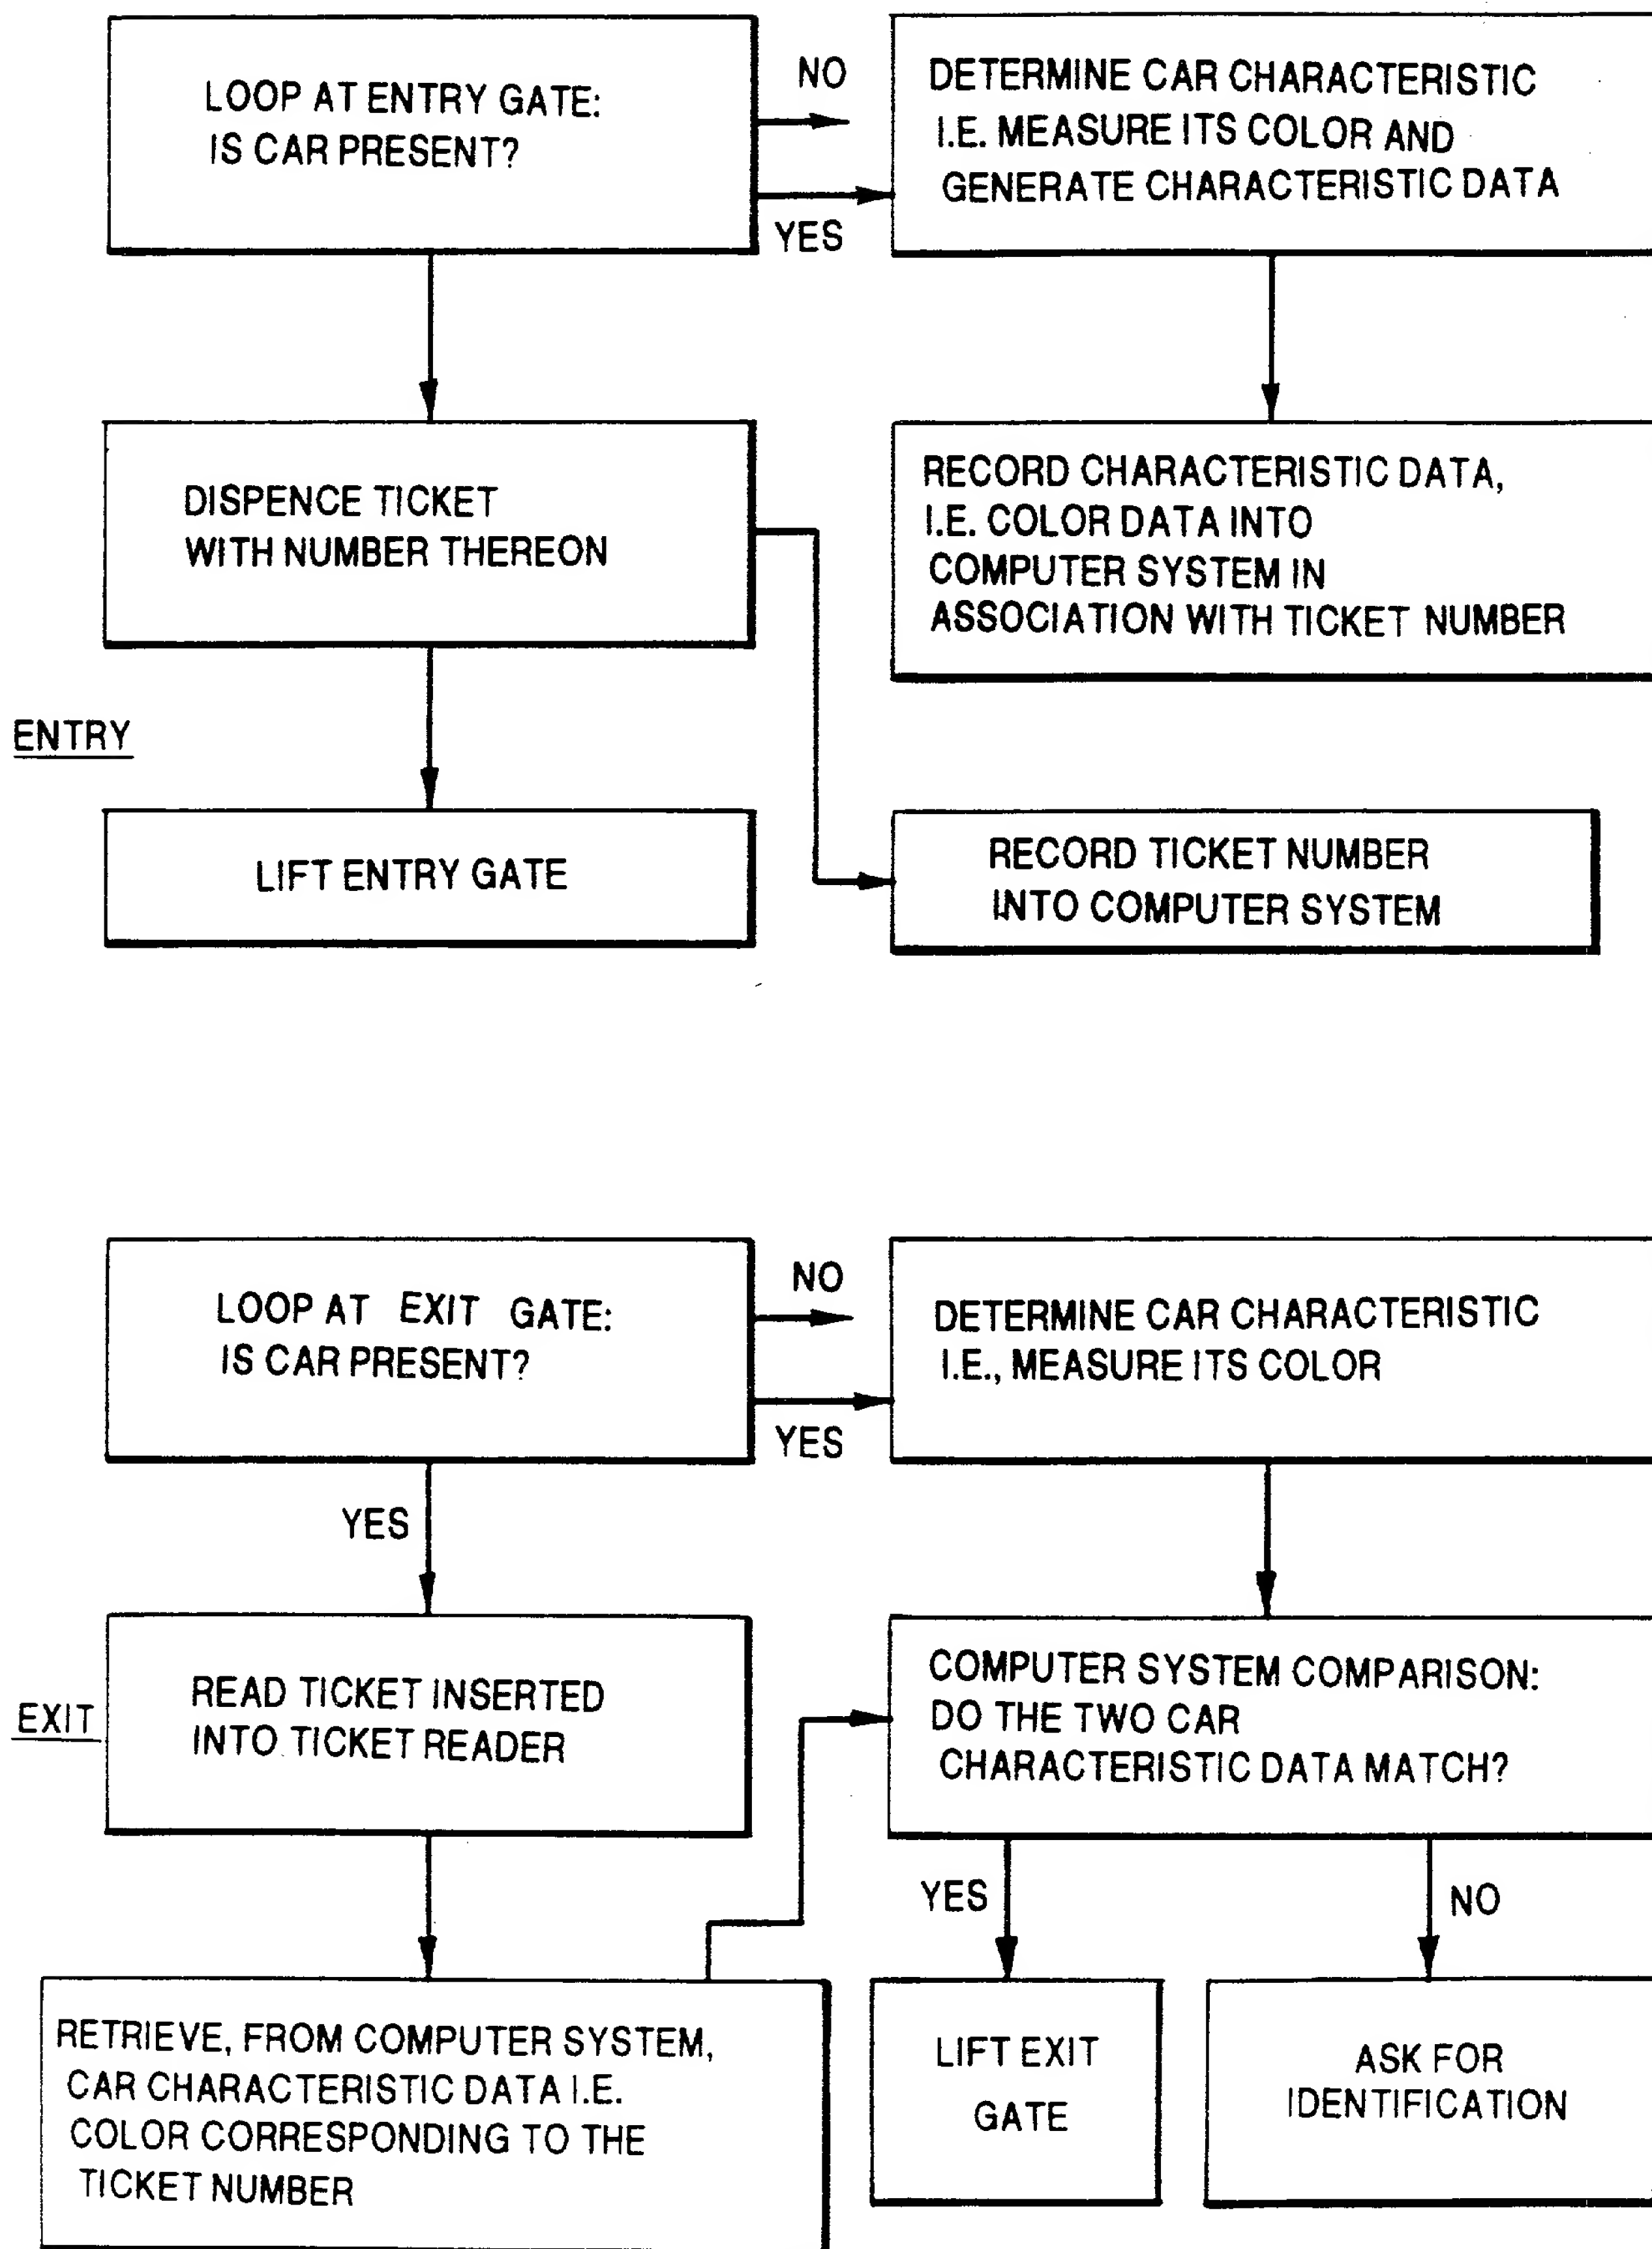 LOOP AT ENTRY GATE:
IS CAR PRESENT?
NO
YES
DETERMINE CAR CHARACTERISTIC
I.E. MEASURE ITS COLOR AND
GENERATE CHARACTERISTIC DATA
DISPENCE TICKET
WITH NUMBER THEREON
RECORD CHARACTERISTIC DATA,
I.E. COLOR DATA INTO
COMPUTER SYSTEM IN
ASSOCIATION WITH TICKET NUMBER
ENTRY
LIFT ENTRY GATE
RECORD TICKET NUMBER
INTO COMPUTER SYSTEM
LOOP AT EXIT GATE:
IS CAR PRESENT?
NO
YES
DETERMINE CAR CHARACTERISTIC
I.E., MEASURE ITS COLOR
YES
EXIT
READ TICKET INSERTED
INTO TICKET READER
COMPUTER SYSTEM COMPARISON:
DO THE TWO CAR
CHARACTERISTIC DATA MATCH?
YES
NO
RETRIEVE, FROM COMPUTER SYSTEM,
CAR CHARACTERISTIC DATA I.E.
COLOR CORRESPONDING TO THE
TICKET NUMBER
LIFT EXIT
GATE
ASK FOR
IDENTIFICATION